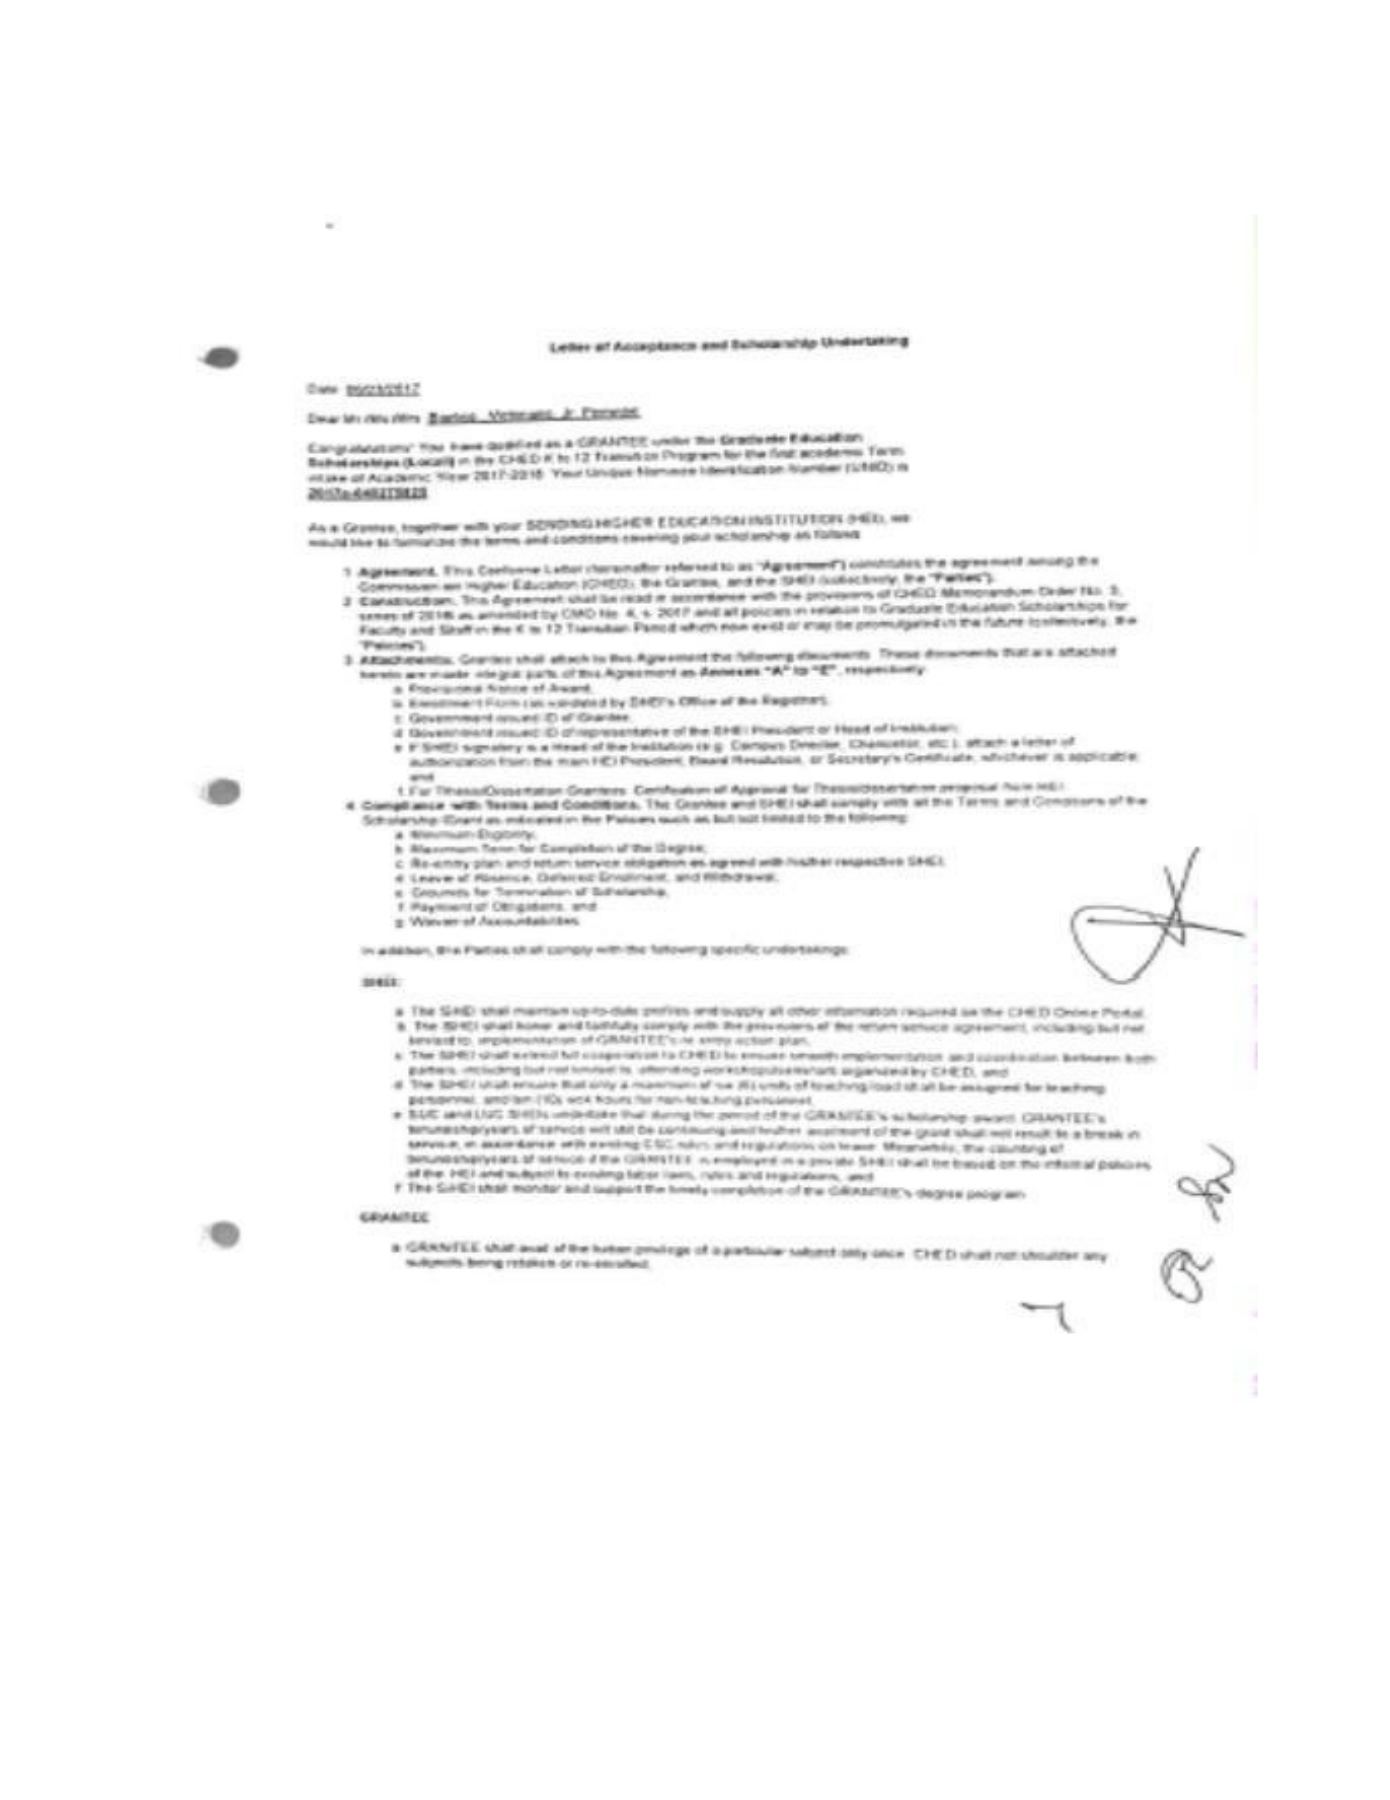 Letter of Acceptance and Scholarship Undertaking
Date
Dear Mr./Ms./Mrs. Jr.
Congratulations! You have qualified as a GRANTEE under the Graduate Education
Scholarships (Local) in the CHED K to 12 Transition Program for the first academic Term
intake of Academic Year 2017-2018. Your Unique Nominee Identification Number (UNID) is
As a Grantee, together with your SENDING HIGHER EDUCATION INSTITUTION (HEI), we
would like to formalize the terms and conditions covering your scholarship as follows
1 Agreement. This Conforme Letter (hereinafter referred to as "Agreement") constitutes the agreement among the
Commission on Higher Education (CHED), the Grantee, and the SHEI (collectively, the "Parties").
2 Construction. This Agreement shall be read in accordance with the provisions of CHED Memorandum Order No. 3,
series of 2016 as amended by CMO No. 4, s. 2017 and all policies in relation to Graduate Education Scholarships for
Faculty and Staff in the K to 12 Transition Period which now exist or may be promulgated in the future (collectively, the
"Policies").
3 Attachments. Grantee shall attach to this Agreement the following documents. These documents that are attached
hereto are made integral parts of this Agreement as Annexes "A" to "E", respectively
a Provisional Notice of Award;
b Enrollment Form (as validated by SHEI's Office of the Registrar);
c Government issued ID of Grantee;
d Government issued ID of representative of the SHEI President or Head of Institution;
e If SHEI signatory is a Head of the Institution (e.g. Campus Director, Chancellor, etc.), attach a letter of
authorization from the main HEI President, Board Resolution, or Secretary's Certificate, whichever is applicable;
and
f For Thesis/Dissertation Grantees: Certification of Approval for Thesis/dissertation proposal from HEI.
4 Compliance with Terms and Conditions. The Grantee and SHEI shall comply with all the Terms and Conditions of the
Scholarship Grant as indicated in the Policies such as but not limited to the following:
a Minimum Eligibility;
b Maximum Term for Completion of the Degree;
c Re-entry plan and return service obligation as agreed with his/her respective SHEI;
d Leave of Absence, Deferred Enrollment, and Withdrawal;
e Grounds for Termination of Scholarship;
f Payment of Obligations; and
g Waiver of Accountabilities
In addition, the Parties shall comply with the following specific undertakings:
SHEI:
a The SHEI shall maintain up-to-date profiles and supply all other information required on the CHED Online Portal;
b The SHEI shall honor and faithfully comply with the provisions of the return service agreement, including but not
limited to, implementation of GRANTEE's re-entry action plan;
c The SHEI shall extend full cooperation to CHED to ensure smooth implementation and coordination between both
parties, including but not limited to, attending workshops/seminars organized by CHED; and
d The SHEI shall ensure that only a maximum of six (6) units of teaching load shall be assigned for teaching
personnel, and ten (10) work hours for non-teaching personnel;
e SUC and LUC SHEIs undertake that during the period of the GRANTEE's scholarship award, GRANTEE's
tenureship/years of service will still be continuing and his/her availment of the grant shall not result to a break in
service, in accordance with existing CSC rules and regulations on leave. Meanwhile, the counting of
tenureship/years of service if the GRANTEE is employed in a private SHEI shall be based on the internal policies
of the HEI and subject to existing labor laws, rules and regulations; and
f The SHEI shall monitor and support the timely completion of the GRANTEE's degree program
GRANTEE
a GRANTEE shall avail of the tuition privilege of a particular subject only once. CHED shall not shoulder any
subjects being retaken or re-enrolled;